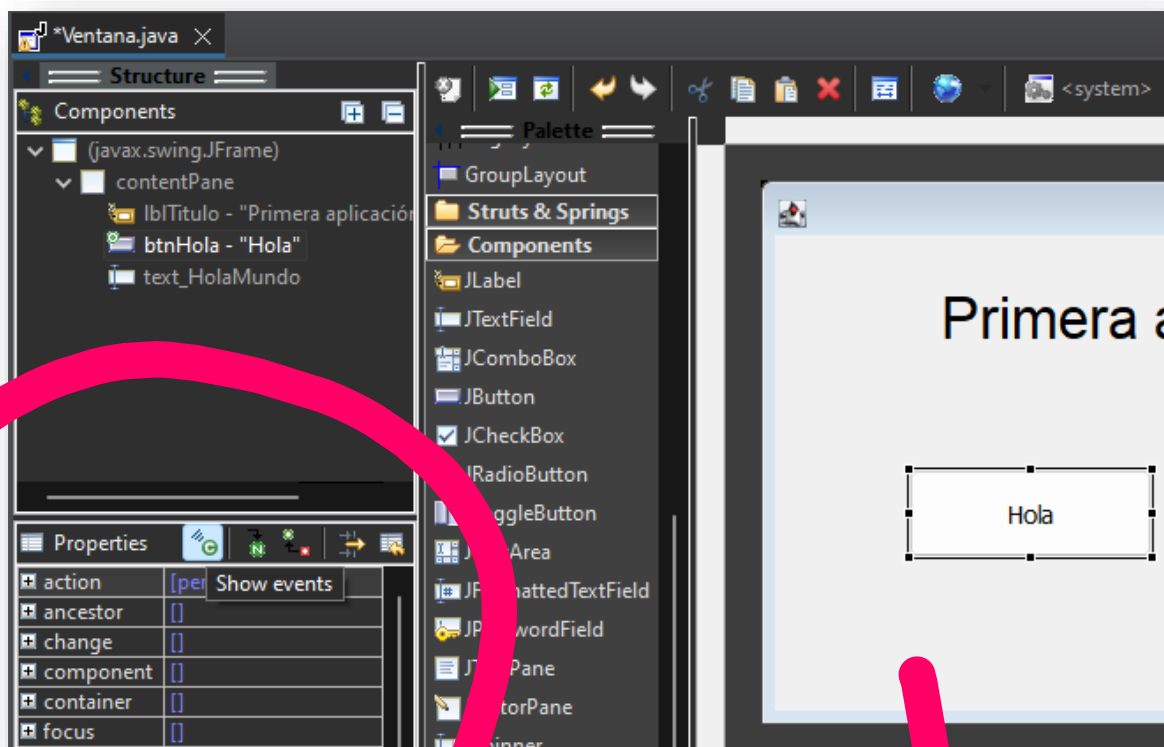 *Ventana.java
Structure
Components
(javax.swing.JFrame)
contentPane
lblTitulo - "Primera aplicación
btnHola - "Hola"
text_HolaMundo
Properties
Show events
action [per
ancestor []
change []
component []
container []
focus []
Palette
GroupLayout
Struts & Springs
Components
JLabel
JTextField
JComboBox
JButton
JCheckBox
JRadioButton
ggleButton
Area
attedTextField
wordField
Pane
torPane
inner
<system>
Primera a
Hola